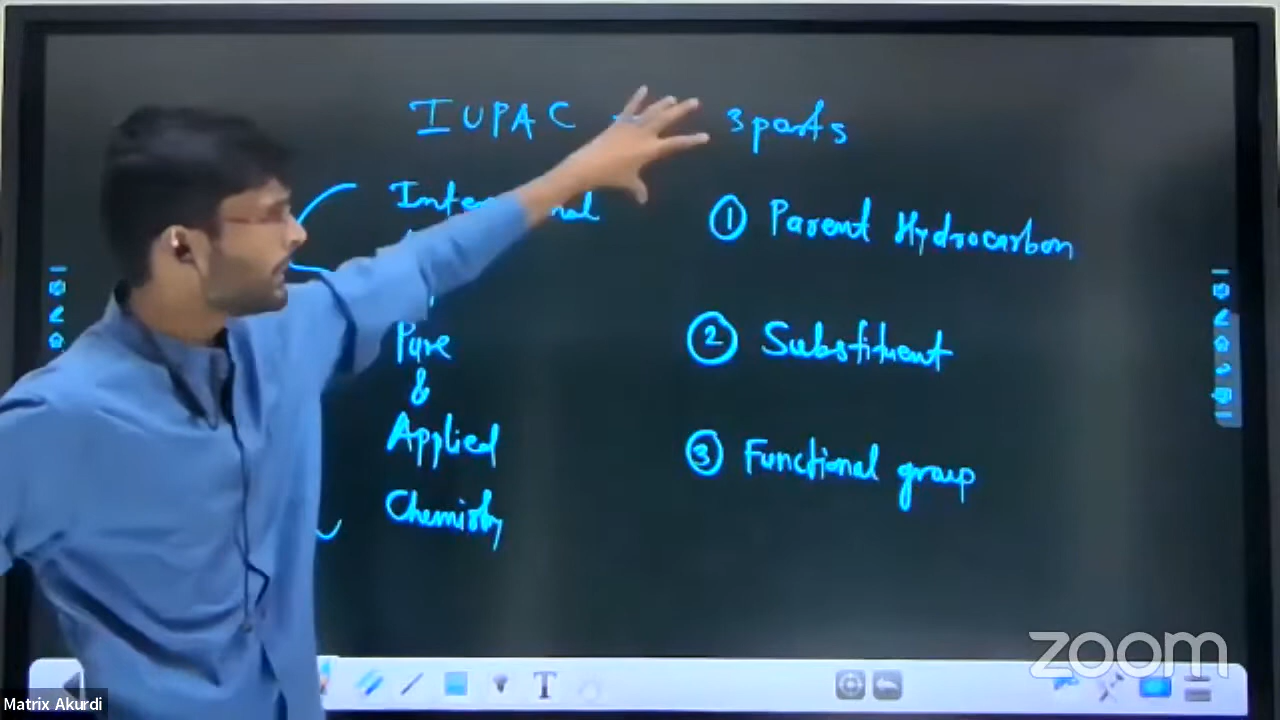 IUPAC 3 parts
Pure
&
Applied
Chemistry
① Parent Hydrocarbon
② Substituent
③ Functional group
T
zoom
Matrix Akurdi